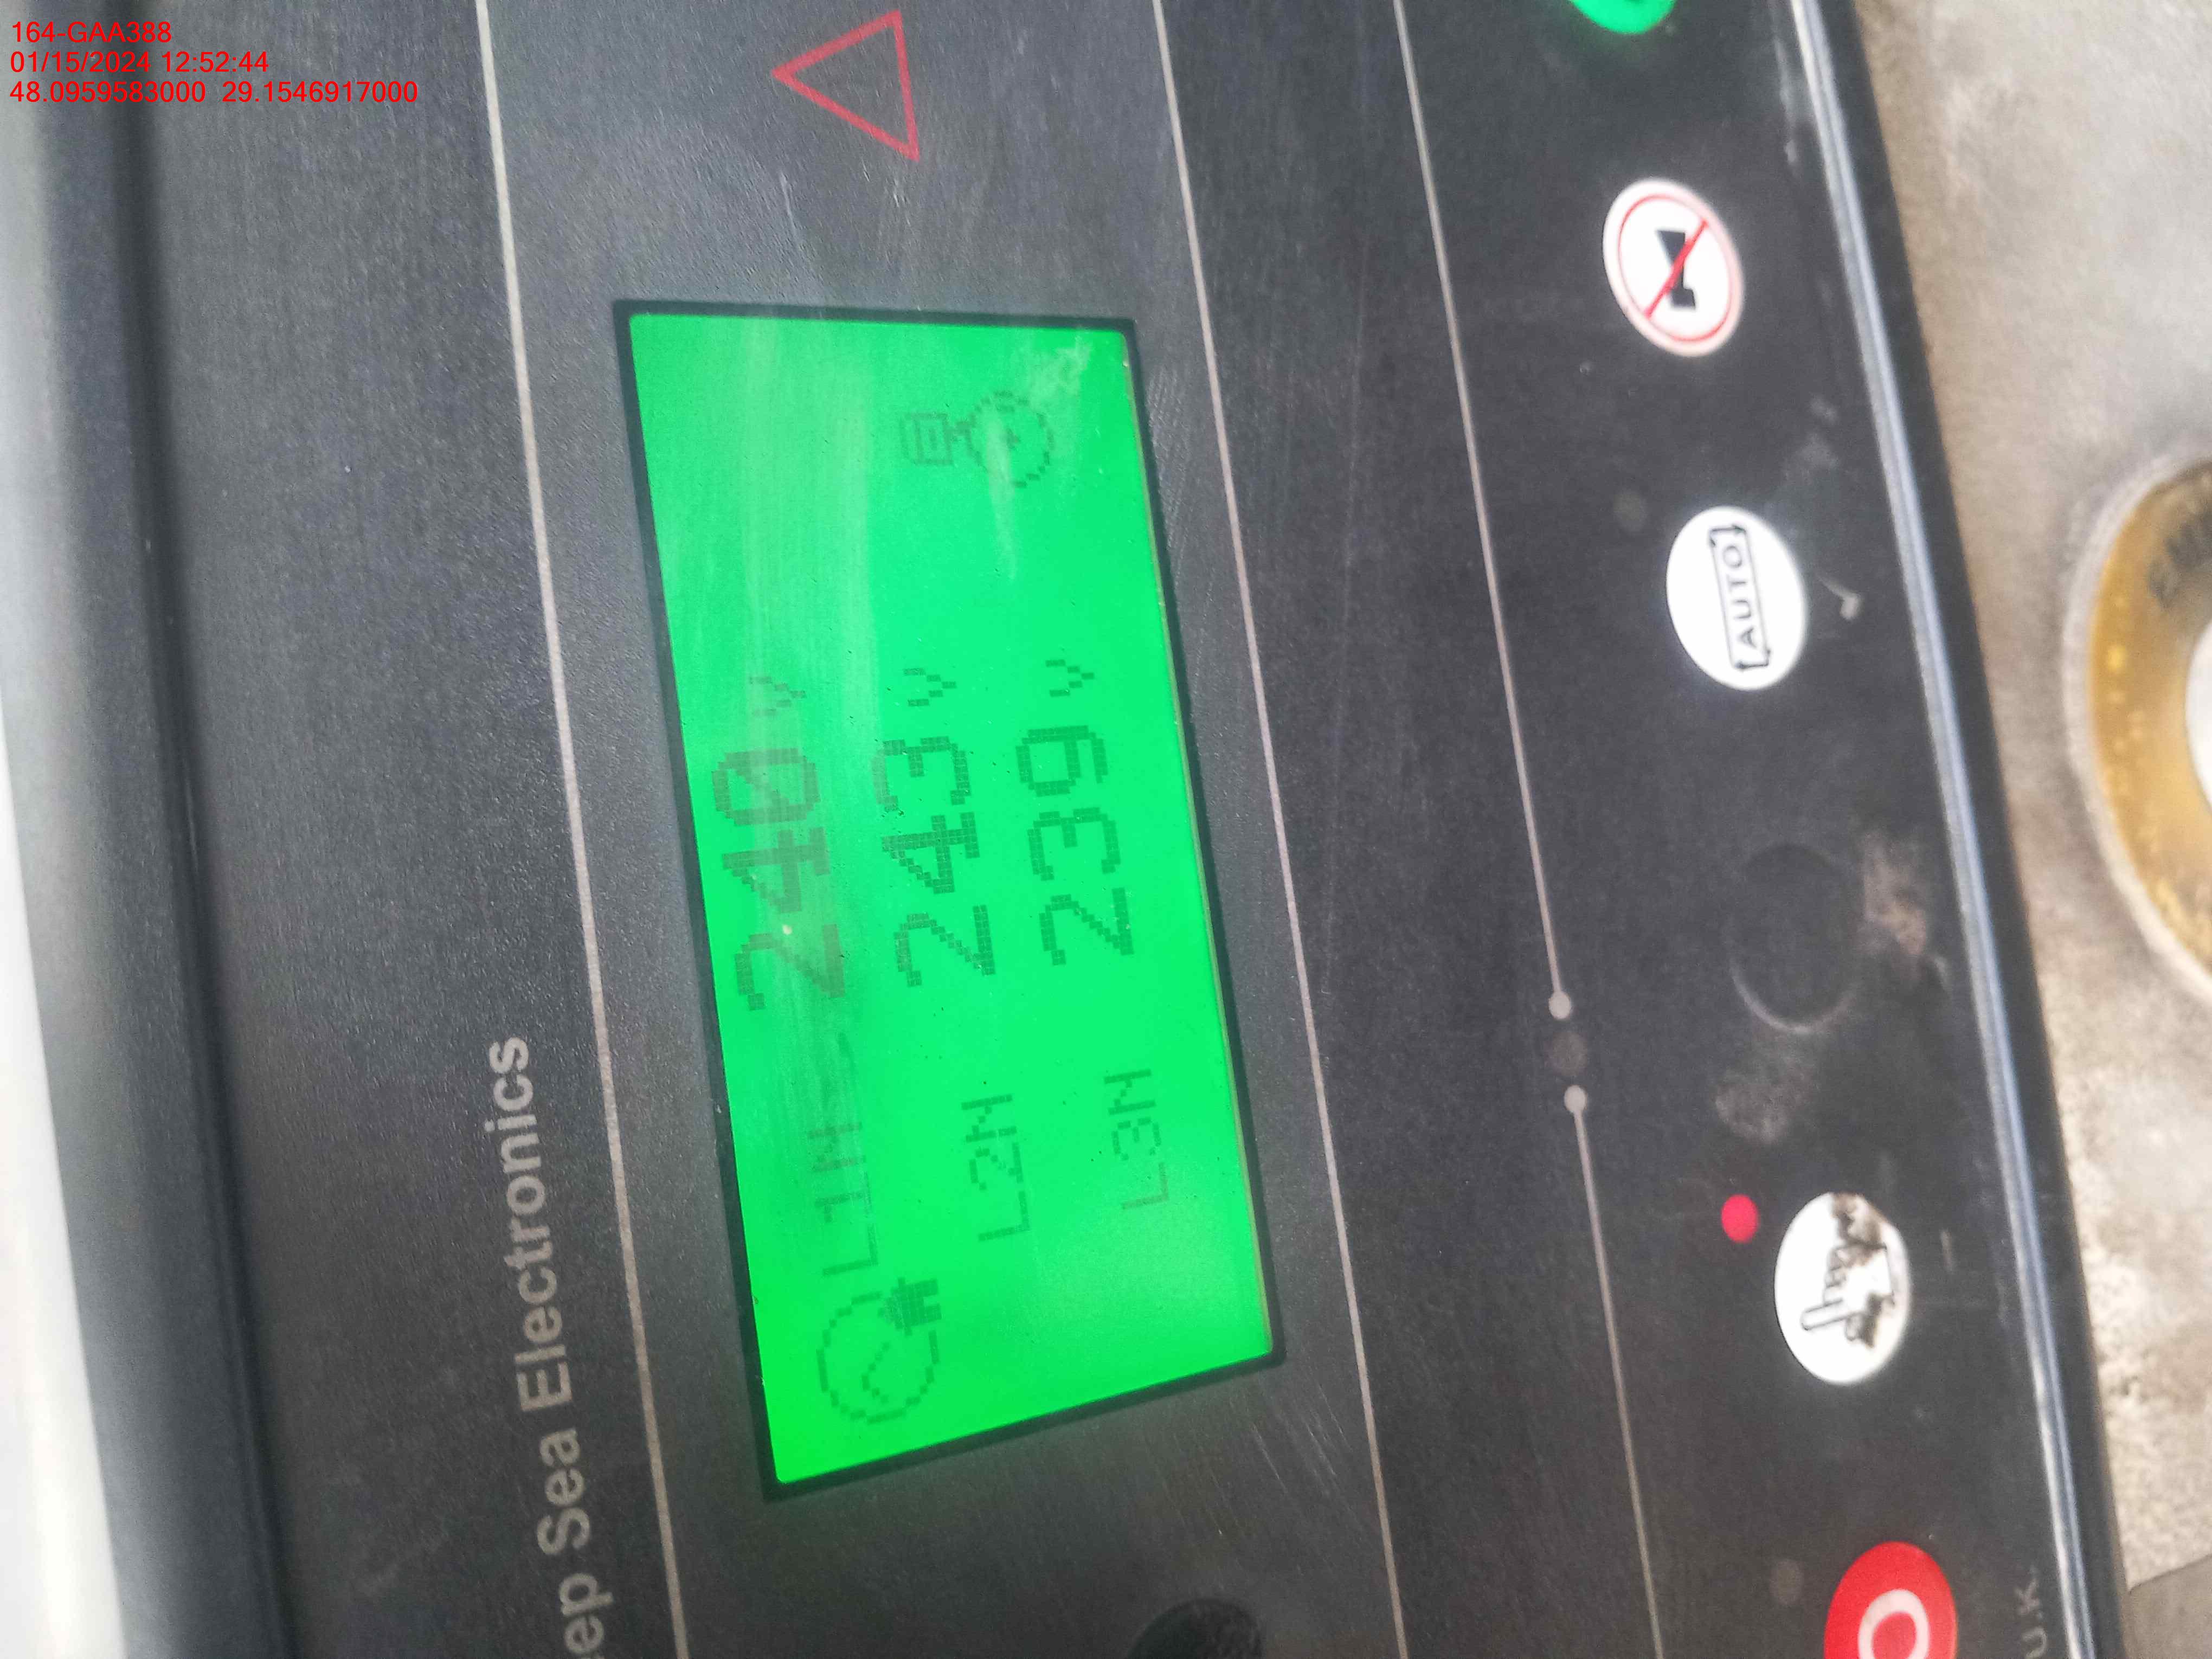 164-GAA388
01/15/2024 12:52:44
48.0959583000 29.1546917000
ep Sea Electronics
L1N 240 v
L2N 243 v
L3N 239 v
AUTO
U.K.